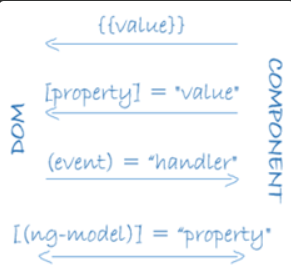 {{value}}
[property] = "value"
DOM
COMPONENT
(event) = "handler"
[(ng-model)] = "property"